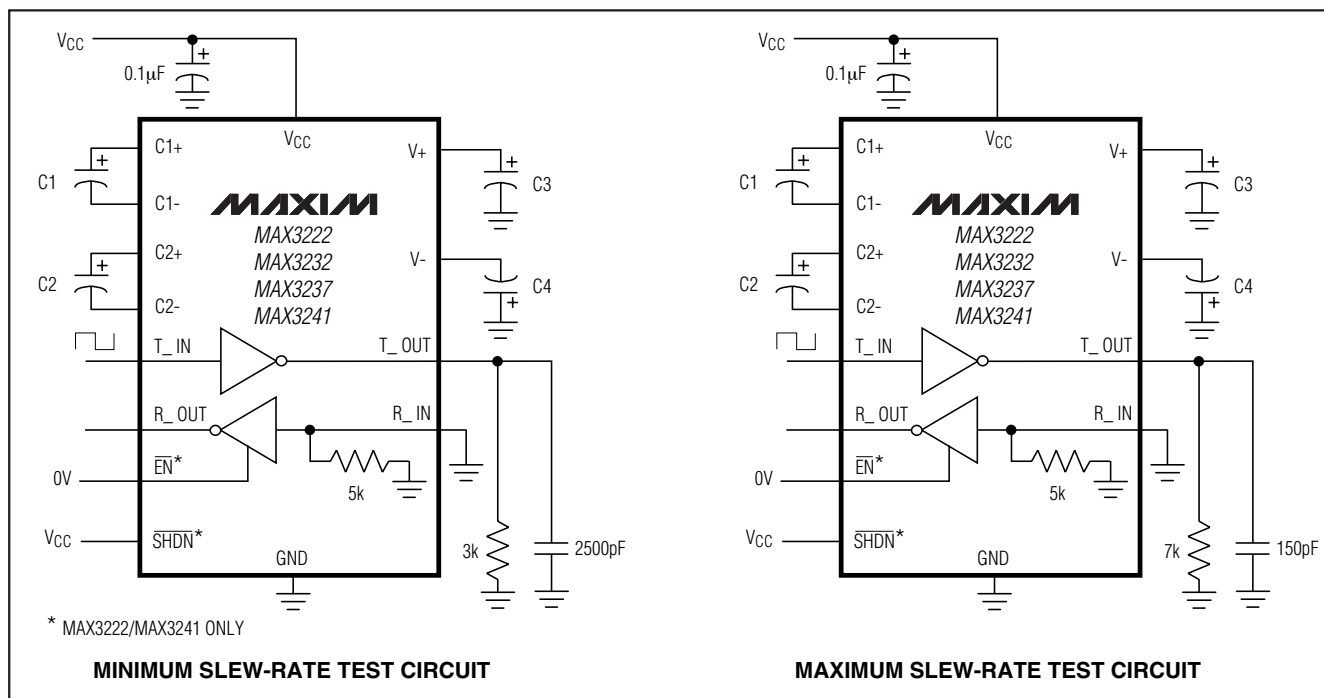 VCC
0.1µF
+
VCC
C1+
C1-
C2+
C2-
C1
+
C2
+
V+
V-
+
C3
C4
+
MAXIM
MAX3222
MAX3232
MAX3237
MAX3241
T_ IN
T_ OUT
R_ OUT
R_ IN
0V
EN*
5k
VCC
SHDN*
GND
3k
2500pF
* MAX3222/MAX3241 ONLY
MINIMUM SLEW-RATE TEST CIRCUIT
VCC
0.1µF
+
VCC
C1+
C1-
C2+
C2-
C1
+
C2
+
V+
V-
+
C3
C4
+
MAXIM
MAX3222
MAX3232
MAX3237
MAX3241
T_ IN
T_ OUT
R_ OUT
R_ IN
0V
EN*
5k
VCC
SHDN*
GND
7k
150pF
MAXIMUM SLEW-RATE TEST CIRCUIT